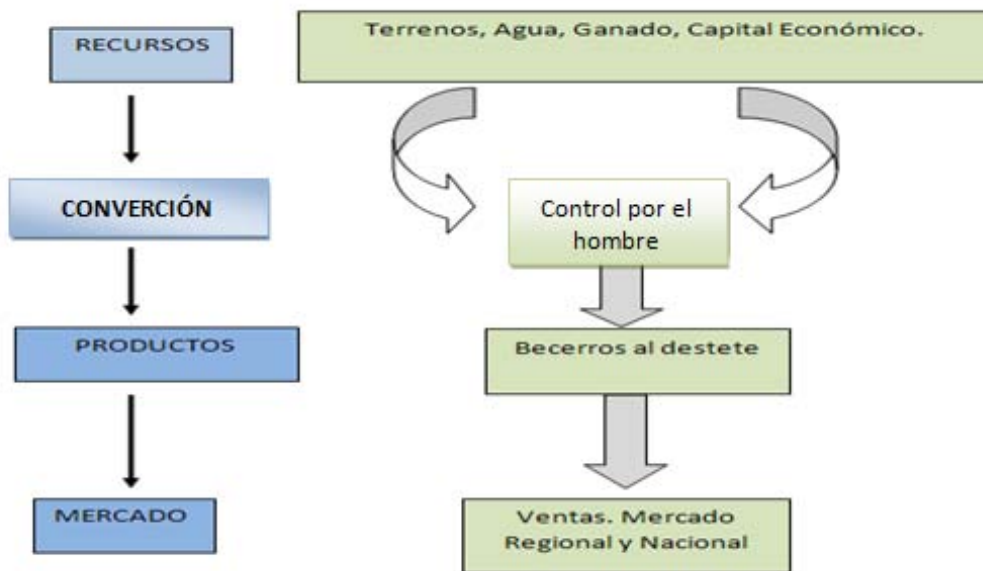 RECURSOS
Terrenos, Agua, Ganado, Capital Económico.
CONVERCIÓN
Control por el
hombre
PRODUCTOS
Becerros al destete
MERCADO
Ventas. Mercado
Regional y Nacional